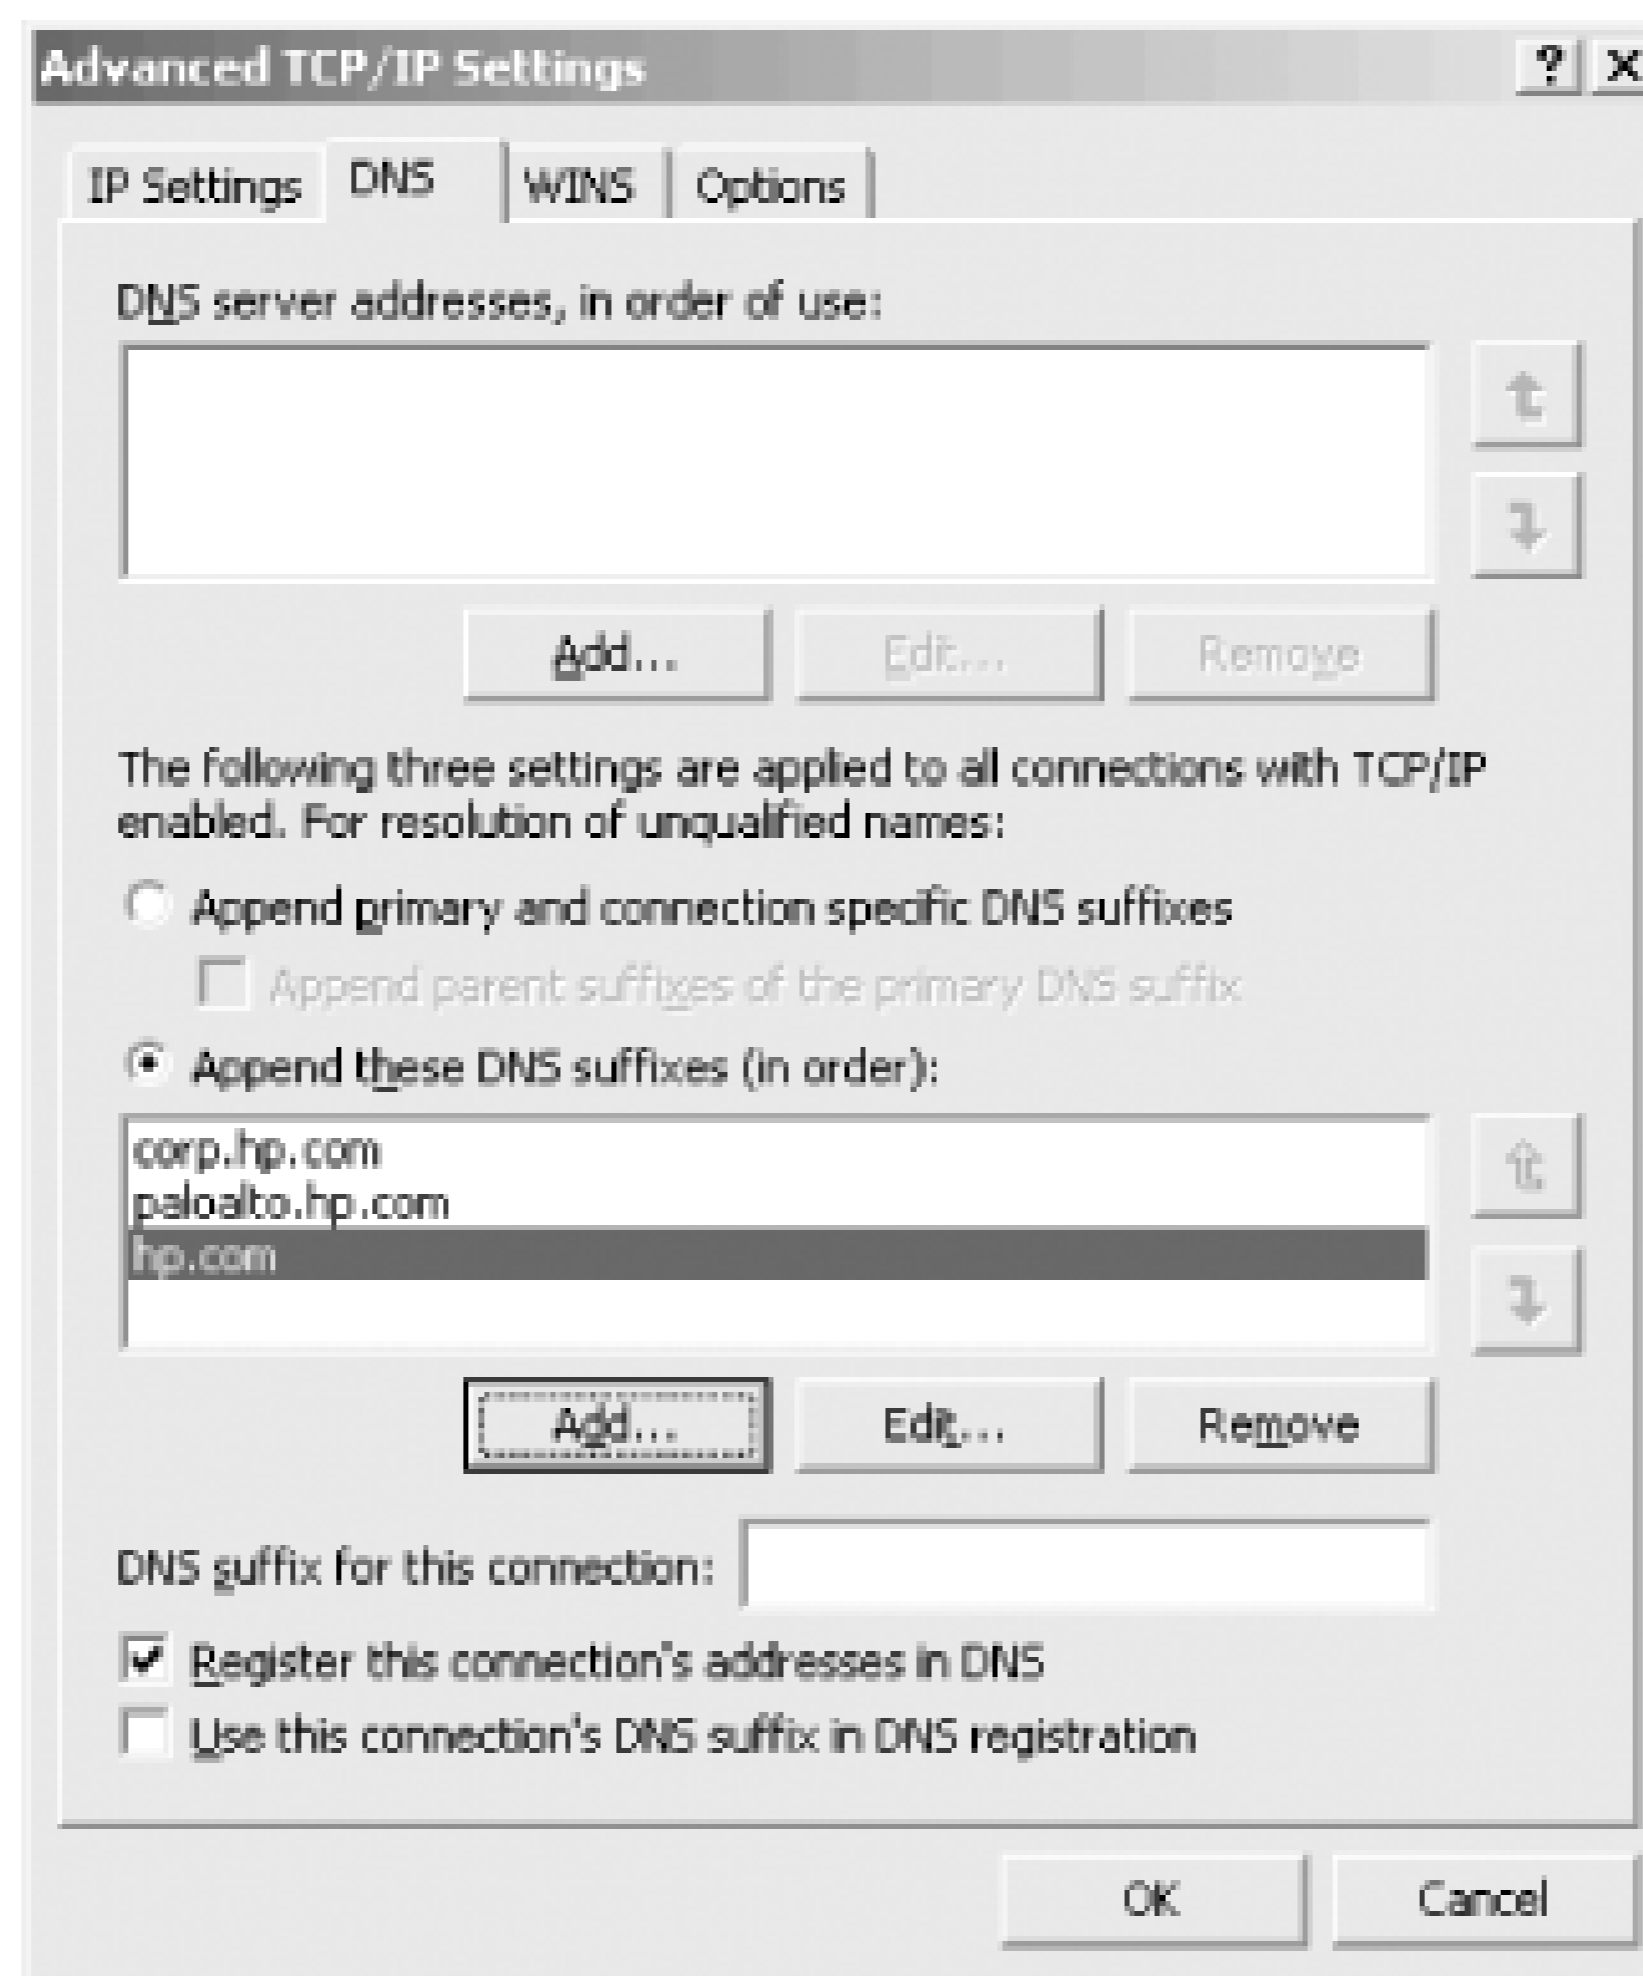 Advanced TCP/IP Settings
IP Settings DNS WINS Options
DNS server addresses, in order of use:
Add... Edit... Remove
The following three settings are applied to all connections with TCP/IP
enabled. For resolution of unqualified names:
Append primary and connection specific DNS suffixes
Append parent suffixes of the primary DNS suffix
Append these DNS suffixes (in order):
corp.hp.com
paloalto.hp.com
hp.com
Add... Edit... Remove
DNS suffix for this connection:
Register this connection's addresses in DNS
Use this connection's DNS suffix in DNS registration
OK Cancel